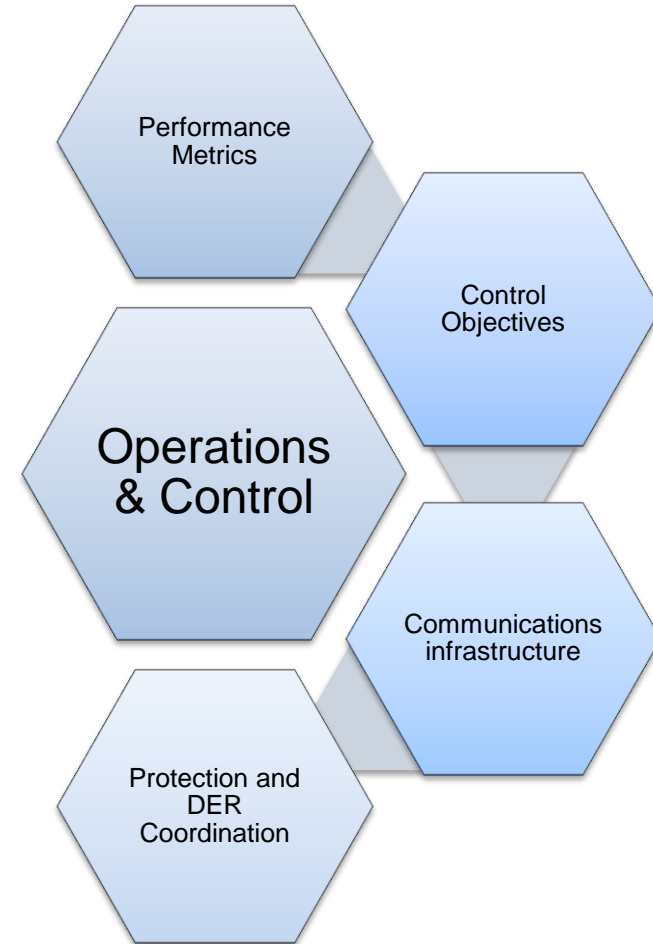 Performance
Metrics
Control
Objectives
Operations
& Control
Communications
infrastructure
Protection and
DER
Coordination